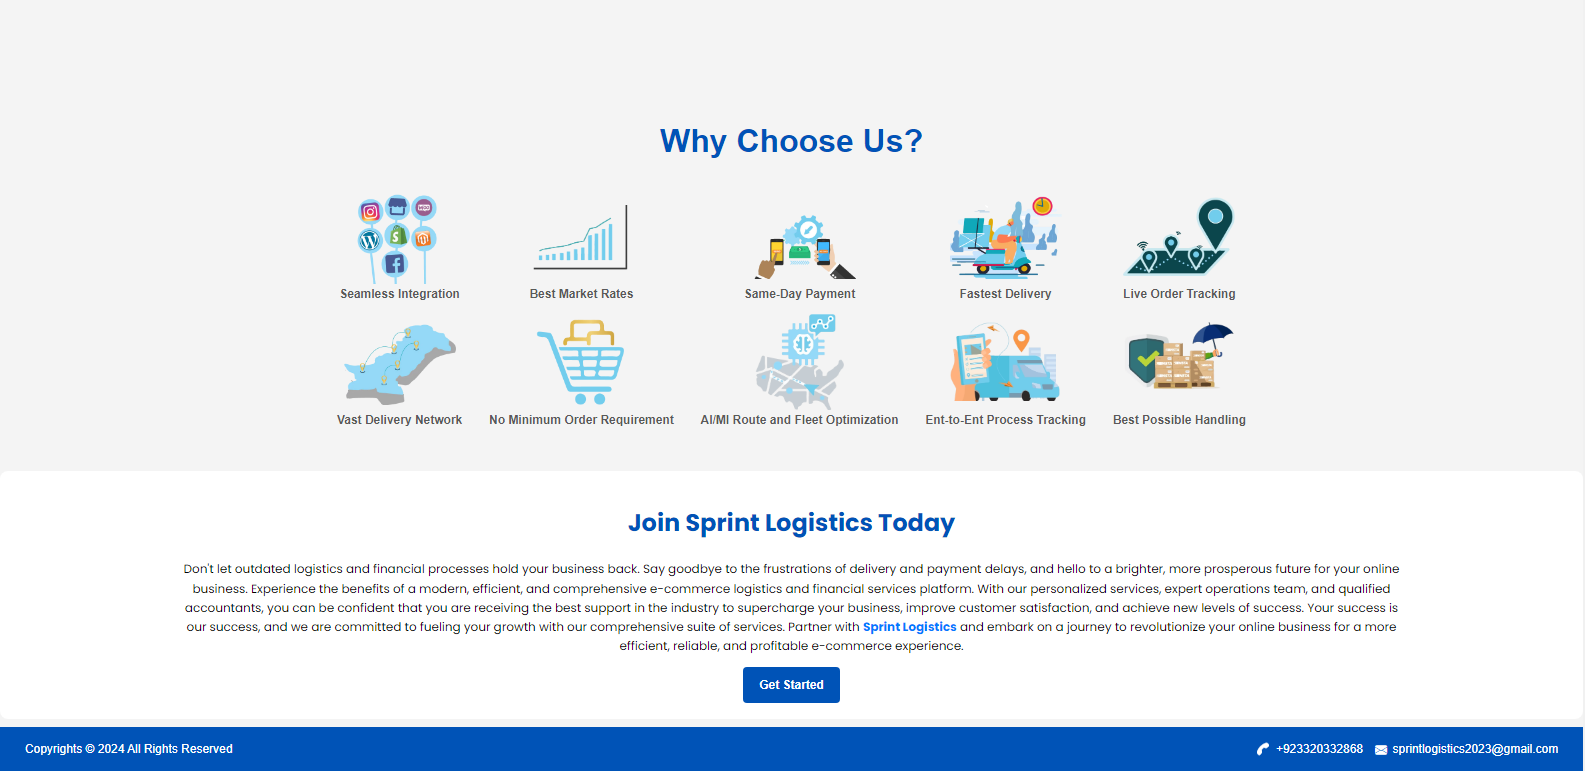 Why Choose Us?
Seamless Integration
Best Market Rates
Same-Day Payment
Fastest Delivery
Live Order Tracking
Vast Delivery Network
No Minimum Order Requirement
AI/MI Route and Fleet Optimization
Ent-to-Ent Process Tracking
Best Possible Handling
Join Sprint Logistics Today
Don't let outdated logistics and financial processes hold your business back. Say goodbye to the frustrations of delivery and payment delays, and hello to a brighter, more prosperous future for your online
business. Experience the benefits of a modern, efficient, and comprehensive e-commerce logistics and financial services platform. With our personalized services, expert operations team, and qualified
accountants, you can be confident that you are receiving the best support in the industry to supercharge your business, improve customer satisfaction, and achieve new levels of success. Your success is
our success, and we are committed to fueling your growth with our comprehensive suite of services. Partner with Sprint Logistics and embark on a journey to revolutionize your online business for a more
efficient, reliable, and profitable e-commerce experience.
Get Started
Copyrights © 2024 All Rights Reserved
+923320332868
sprintlogistics2023@gmail.com